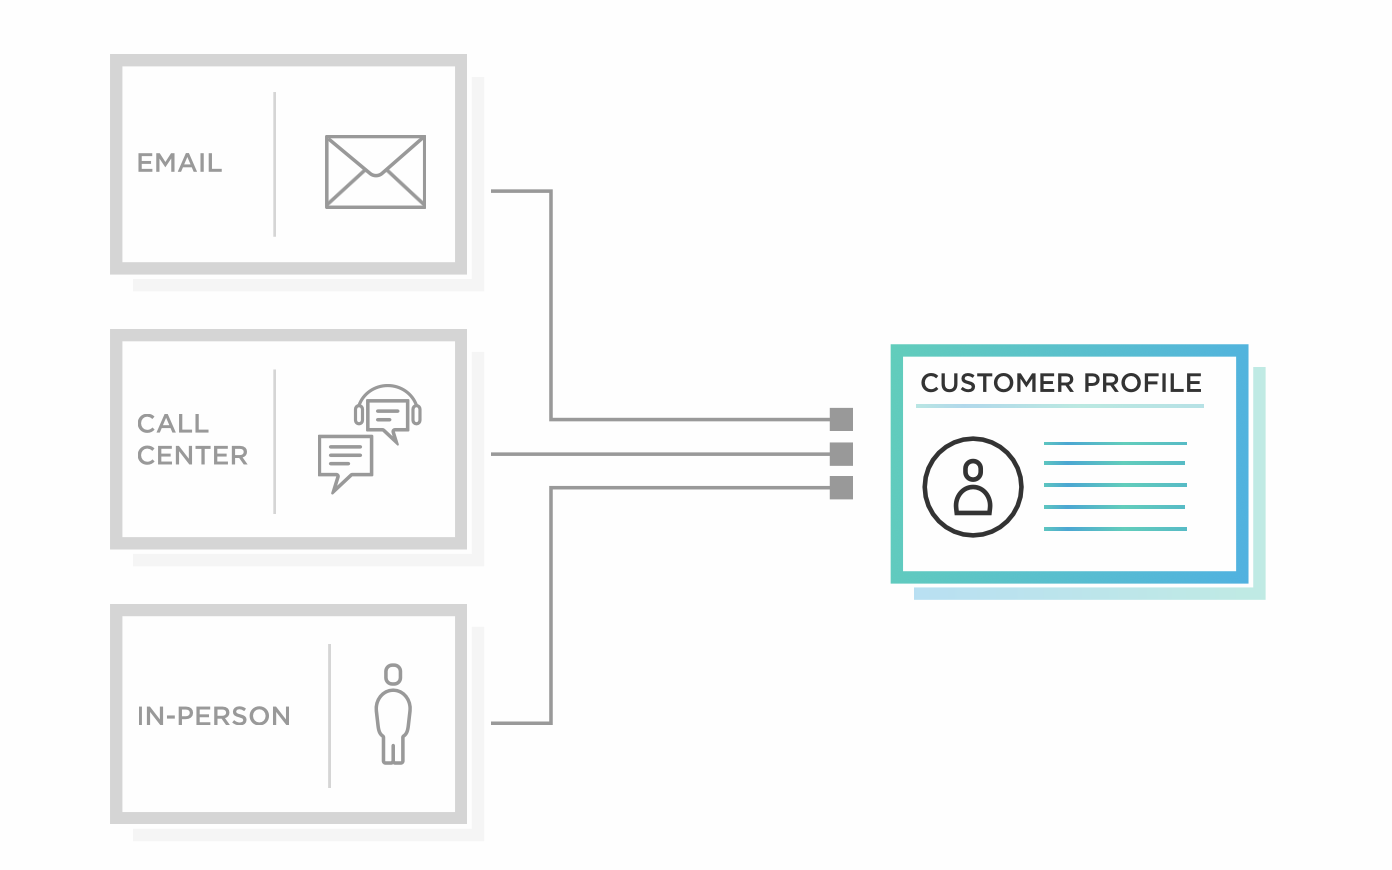 EMAIL
CALL
CENTER
IN-PERSON
CUSTOMER PROFILE